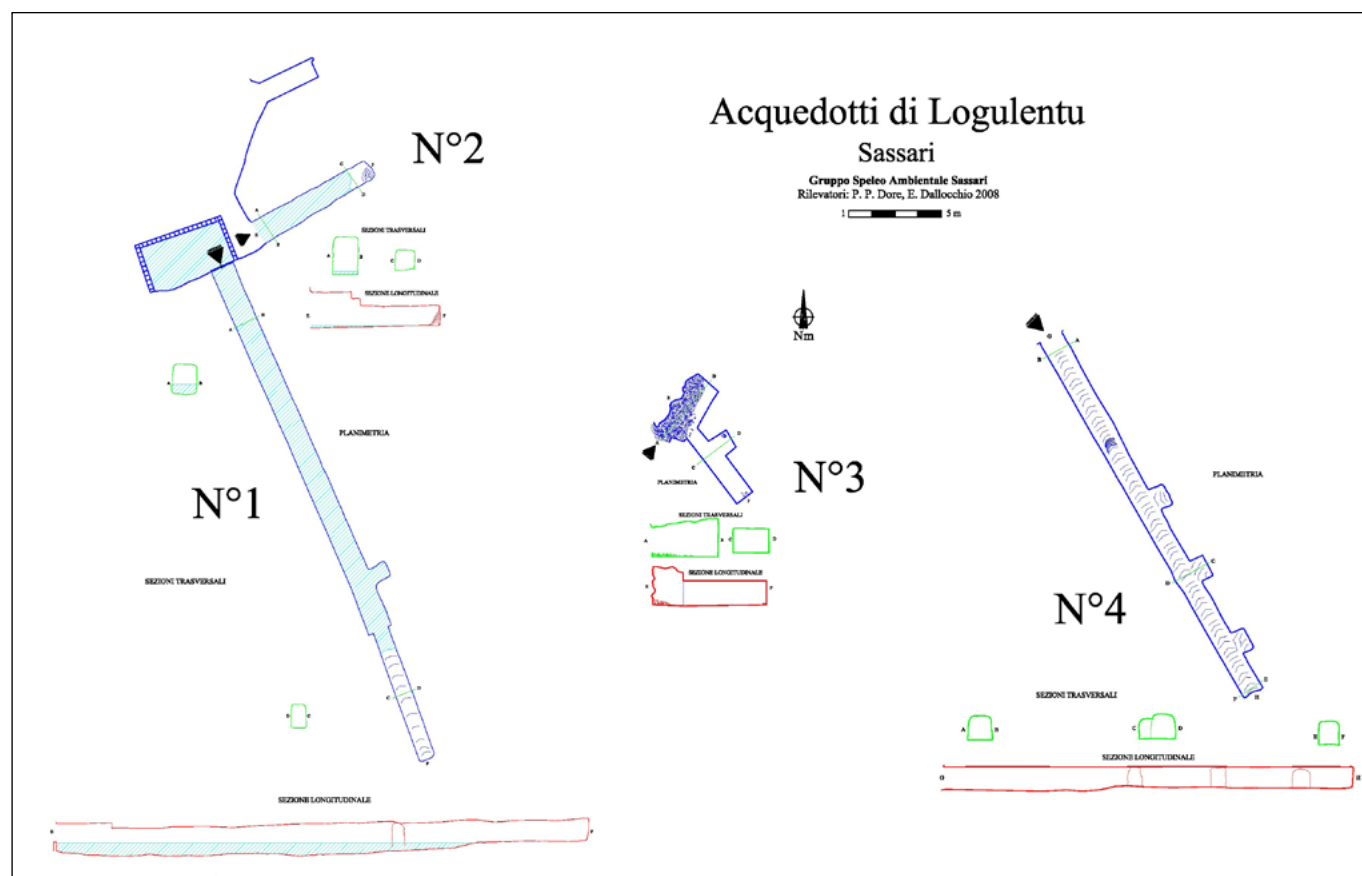 Acquedotti di Logulentu
Sassari
Gruppo Speleo Ambientale Sassari
Rilevatori: P. P. Dore, E. Dallocchio 2008
1 5 m
Nm
N°2
SEZIONI TRASVERSALI
A B C D
SEZIONE LONGITUDINALE
N°1
PLANIMETRIA
SEZIONI TRASVERSALI
A B
SEZIONE LONGITUDINALE
N°3
PLANIMETRIA
SEZIONI TRASVERSALI
SEZIONE LONGITUDINALE
N°4
PLANIMETRIA
SEZIONI TRASVERSALI
A B C D E F
SEZIONE LONGITUDINALE
G H